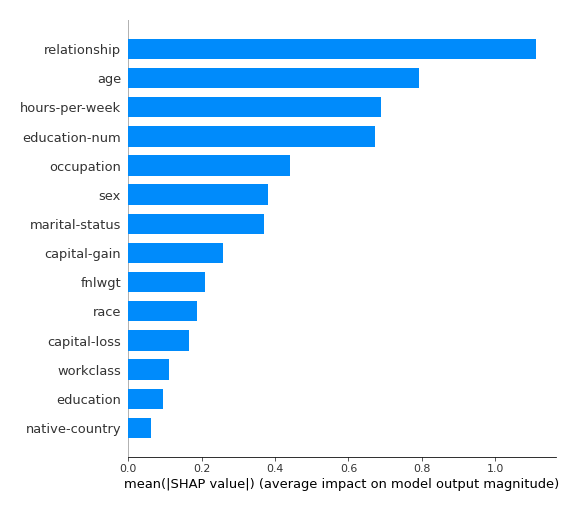 relationship
age
hours-per-week
education-num
occupation
sex
marital-status
capital-gain
fnlwgt
race
capital-loss
workclass
education
native-country
0.0 0.2 0.4 0.6 0.8 1.0
mean(|SHAP value|) (average impact on model output magnitude)